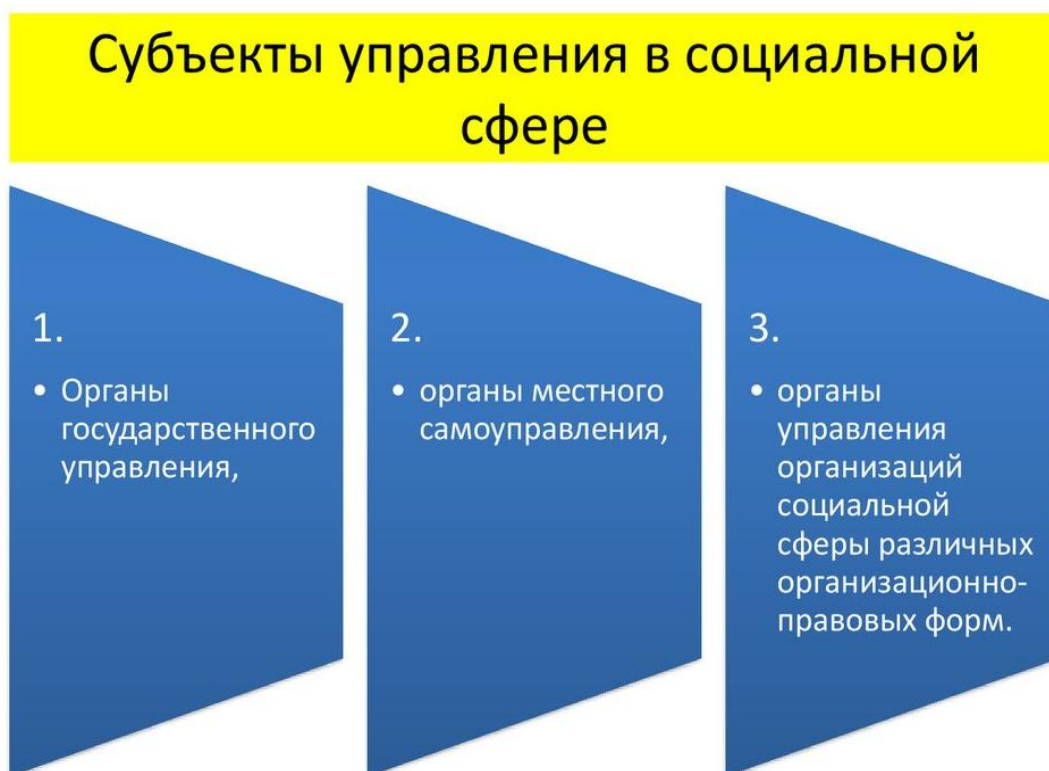 Субъекты управления в социальной
сфере
1.
• Органы
государственного
управления,
2.
• органы местного
самоуправления,
3.
• органы
управления
организаций
социальной
сферы различных
организационно-
правовых форм.